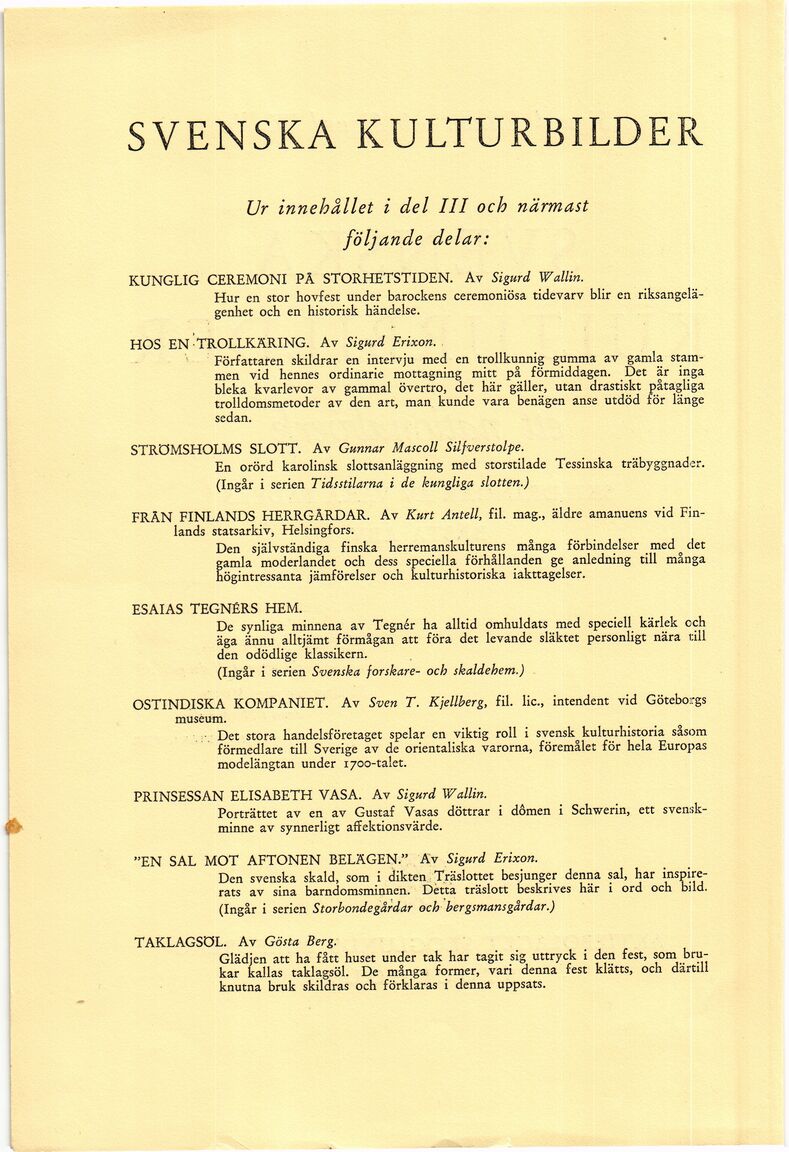 SVENSKA KULTURBILDER
Ur innehållet i del III och närmast
följande delar:
KUNGLIG CEREMONI PÅ STORHETSTIDEN. Av Sigurd Wallin.
Hur en stor hovfest under barockens ceremoniösa tidevarv blir en riksangelä-
genhet och en historisk händelse.
HOS EN TROLLKÄRING. Av Sigurd Erixon.
Författaren skildrar en intervju med en trollkunnig gumma av gamla stam-
men vid hennes ordinarie mottagning mitt på förmiddagen. Det är inga
bleka kvarlevor av gammal övertro, det här gäller, utan drastiskt påtagliga
trolldomsmetoder av den art, man kunde vara benägen anse utdöd för länge
sedan.
STRÖMSHOLMS SLOTT. Av Gunnar Mascoll Silfverstolpe.
En orörd karolinsk slottsanläggning med storstilade Tessinska träbyggnader.
(Ingår i serien Tidsstilarna i de kungliga slotten.)
FRÅN FINLANDS HERRGÅRDAR. Av Kurt Antell, fil. mag., äldre amanuens vid Fin-
lands statsarkiv, Helsingfors.
Den självständiga finska herremanskulturens många förbindelser med det
gamla moderlandet och dess speciella förhållanden ge anledning till många
högintressanta jämförelser och kulturhistoriska iakttagelser.
ESAIAS TEGNÉRS HEM.
De synliga minnena av Tegnér ha alltid omhuldats med speciell kärlek och
äga ännu alltjämt förmågan att föra det levande släktet personligt nära till
den odödlige klassikern.
(Ingår i serien Svenska forskare- och skaldehem.)
OSTINDISKA KOMPANIET. Av Sven T. Kjellberg, fil. lic., intendent vid Göteborgs
museum.
Det stora handelsföretaget spelar en viktig roll i svensk kulturhistoria såsom
förmedlare till Sverige av de orientaliska varorna, föremålet för hela Europas
modelängtan under 1700-talet.
PRINSESSAN ELISABETH VASA. Av Sigurd Wallin.
Porträttet av en av Gustaf Vasas döttrar i dômen i Schwerin, ett svensk-
minne av synnerligt affektionsvärde.
”EN SAL MOT AFTONEN BELÄGEN.” Av Sigurd Erixon.
Den svenska skald, som i dikten Träslottet besjunger denna sal, har inspire-
rats av sina barndomsminnen. Detta träslott beskrives här i ord och bild.
(Ingår i serien Storbondegårdar och bergsmansgårdar.)
TAKLAGSÖL. Av Gösta Berg.
Glädjen att ha fått huset under tak har tagit sig uttryck i den fest, som bru-
kar kallas taklagsöl. De många former, vari denna fest klätts, och därtill
knutna bruk skildras och förklaras i denna uppsats.